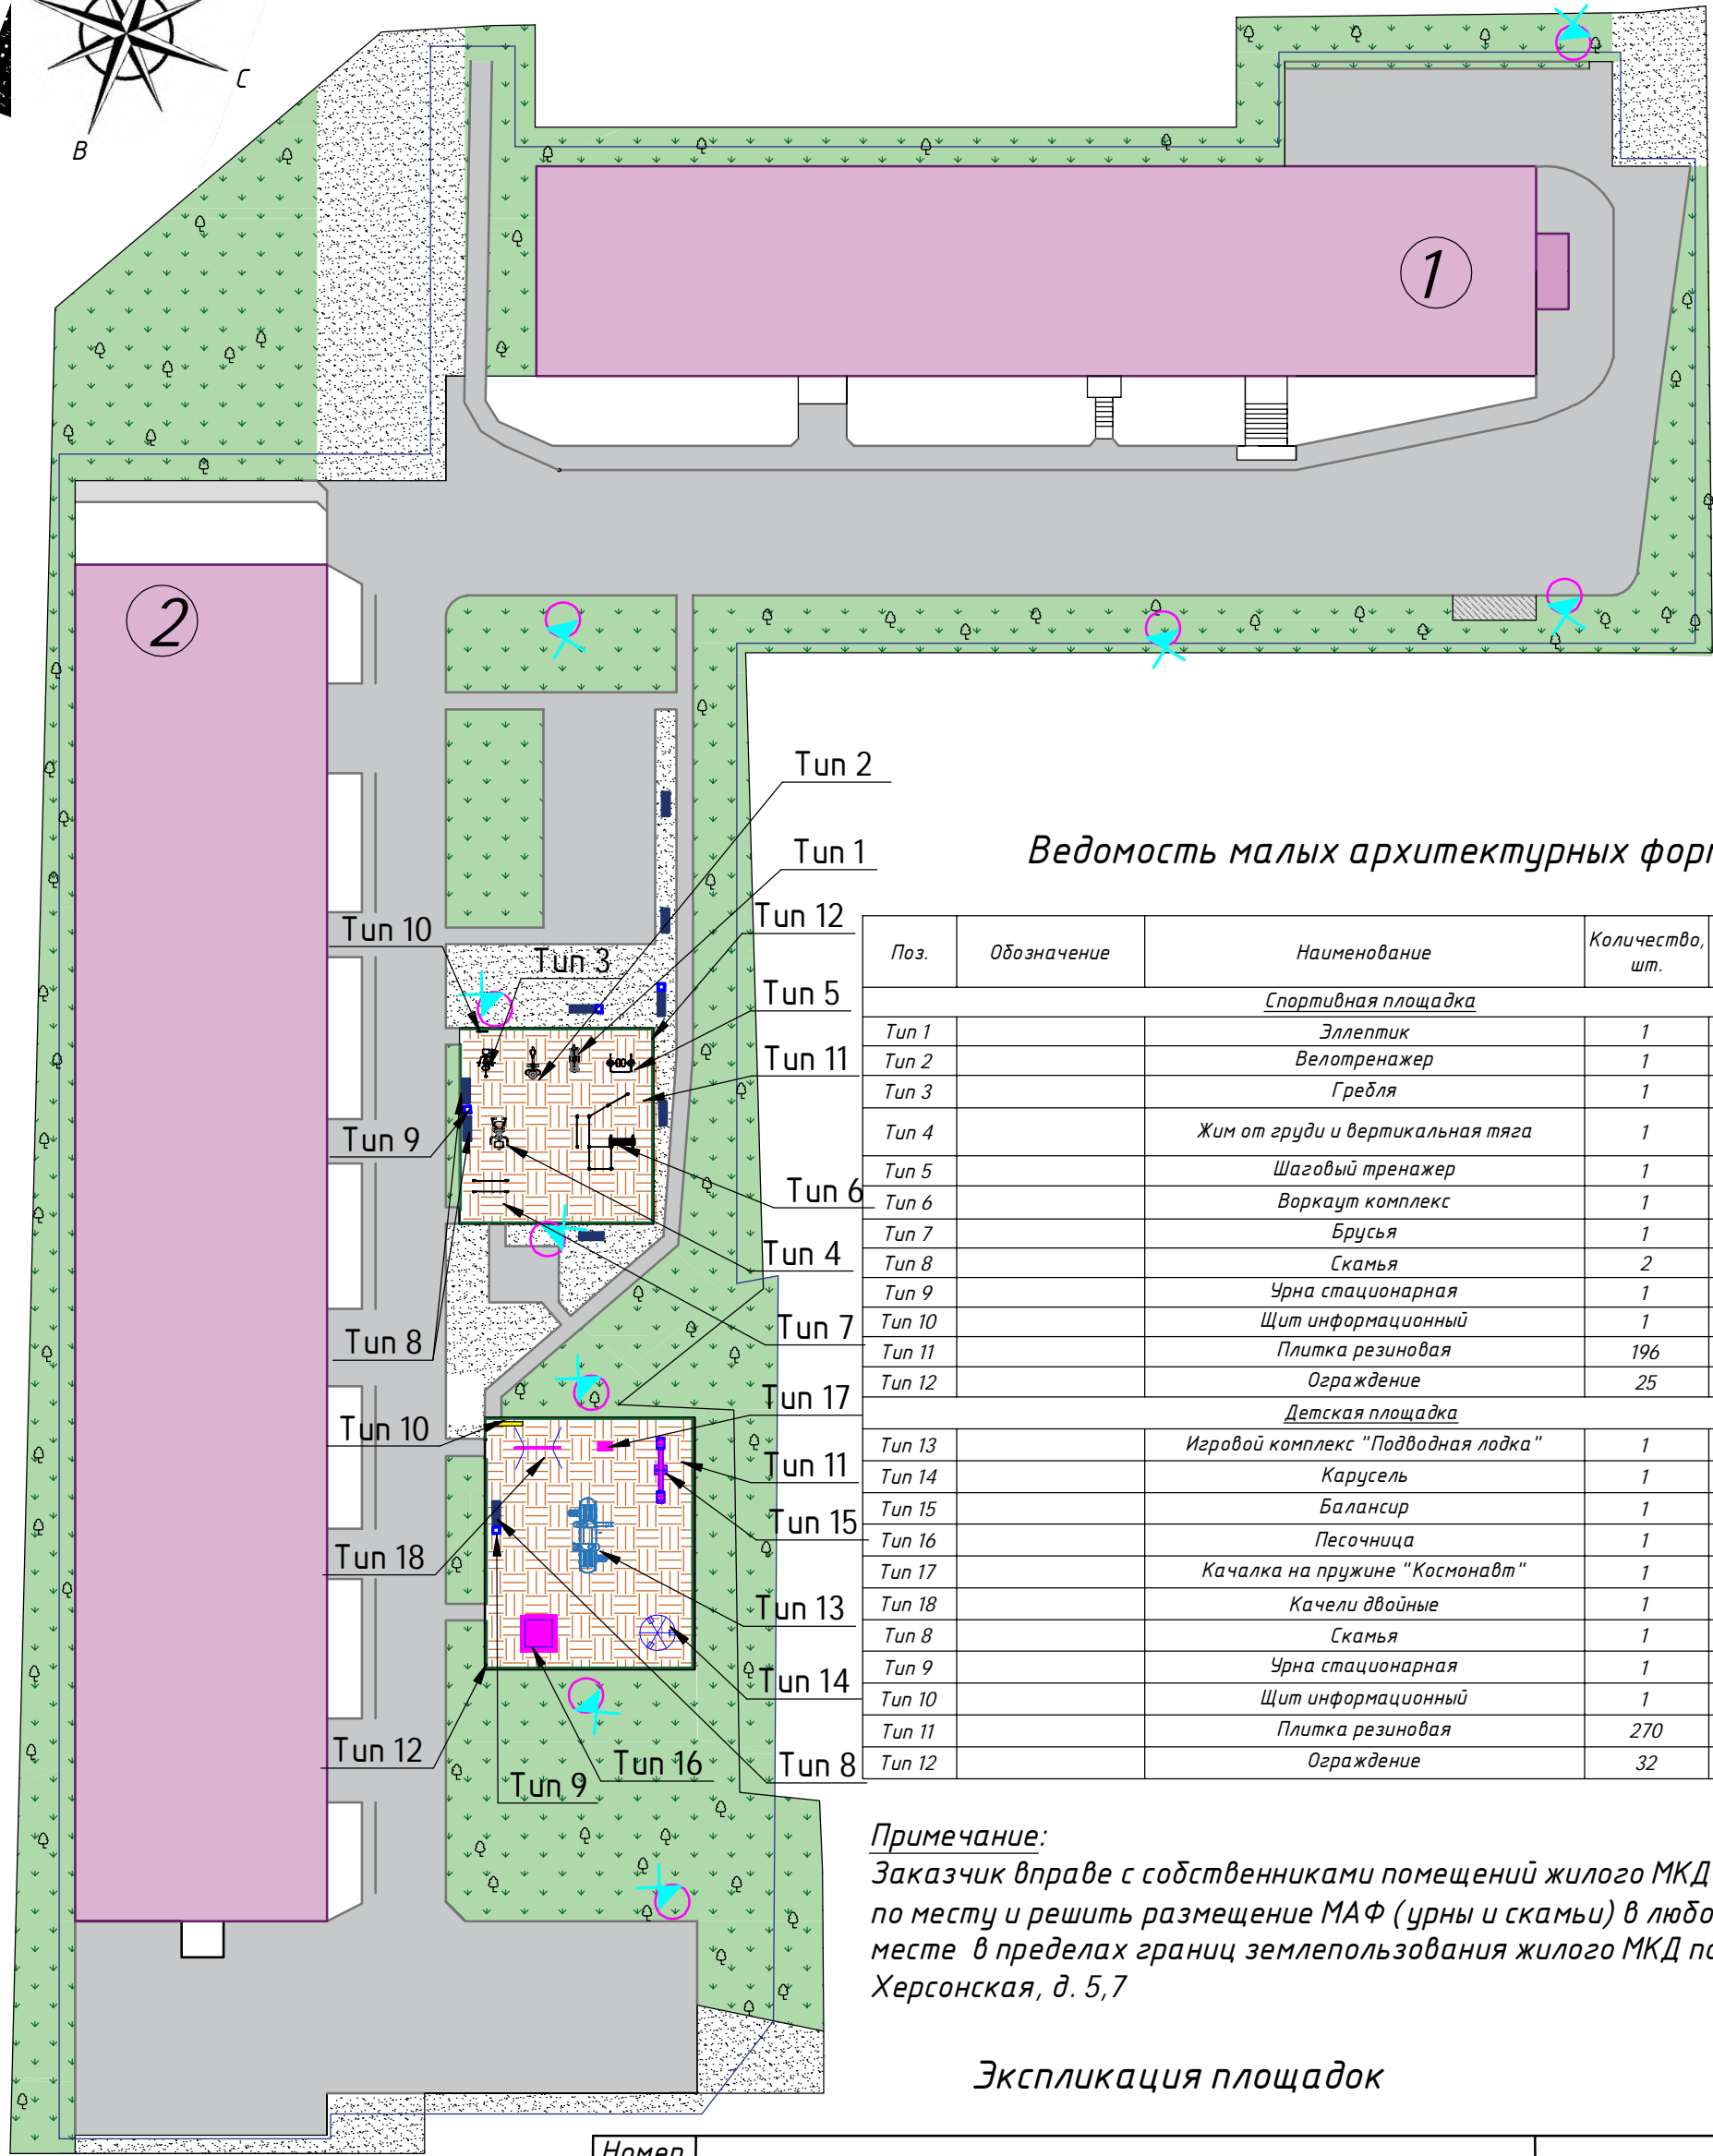 С
В
1
2
Тип 2
Тип 1
Тип 12
Тип 10
Тип 3
Тип 5
Тип 11
Тип 9
Тип 6
Тип 4
Тип 7
Тип 8
Тип 17
Тип 10
Тип 11
Тип 15
Тип 18
Тип 13
Тип 14
Тип 12
Тип 16
Тип 8
Тип 9
Ведомость малых архитектурных фор
Поз. Обозначение Наименование Количество, шт.
Спортивная площадка
Тип 1 Эллептик 1
Тип 2 Велотренажер 1
Тип 3 Гребля 1
Тип 4 Жим от груди и вертикальная тяга 1
Тип 5 Шаговый тренажер 1
Тип 6 Воркаут комплекс 1
Тип 7 Брусья 1
Тип 8 Скамья 2
Тип 9 Урна стационарная 1
Тип 10 Щит информационный 1
Тип 11 Плитка резиновая 196
Тип 12 Ограждение 25
Детская площадка
Тип 13 Игровой комплекс "Подводная лодка" 1
Тип 14 Карусель 1
Тип 15 Балансир 1
Тип 16 Песочница 1
Тип 17 Качалка на пружине "Космонавт" 1
Тип 18 Качели двойные 1
Тип 8 Скамья 1
Тип 9 Урна стационарная 1
Тип 10 Щит информационный 1
Тип 11 Плитка резиновая 270
Тип 12 Ограждение 32
Примечание:
Заказчик вправе с собственниками помещений жилого МКД
по месту и решить размещение МАФ (урны и скамьи) в любо
месте в пределах границ землепользования жилого МКД по
Херсонская, д. 5,7
Экспликация площадок
Номер